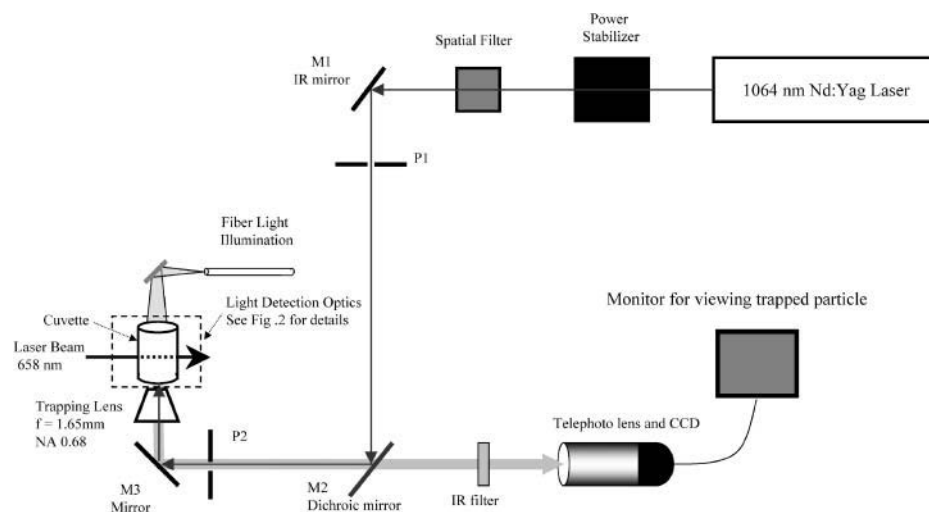 Power
Stabilizer
Spatial Filter
M1
IR mirror
1064 nm Nd:Yag Laser
P1
Fiber Light
Illumination
Light Detection Optics
See Fig .2 for details
Cuvette
Laser Beam
658 nm
Monitor for viewing trapped particle
Trapping Lens
f = 1.65mm
NA 0.68
P2
Telephoto lens and CCD
M3
Mirror
M2
Dichroic mirror
IR filter